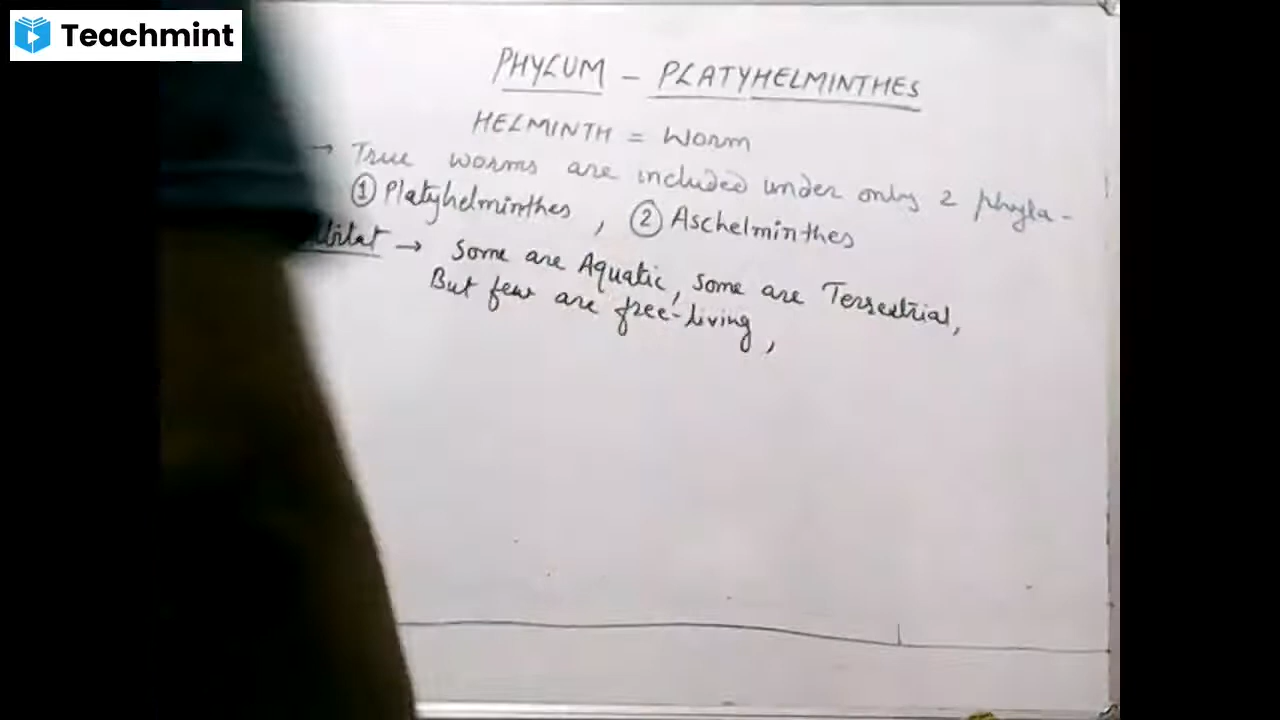 Teachmint
PHYLUM - PLATYHELMINTHES
HELMINTH = Worm
→ True worms are included under only 2 phyla-
① Platyhelminthes , ② Aschelminthes
→ Some are Aquatic, some are Terrestrial,
But few are free-living,